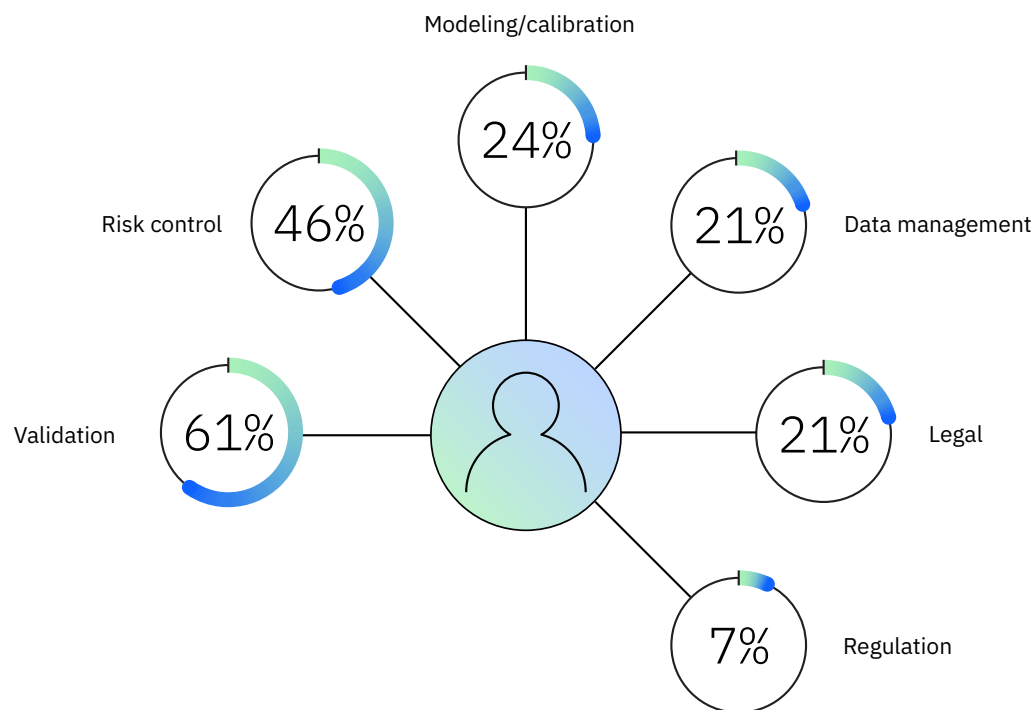 Modeling/calibration
24%
Risk control
46%
21%
Data management
Validation
61%
21%
Legal
7%
Regulation